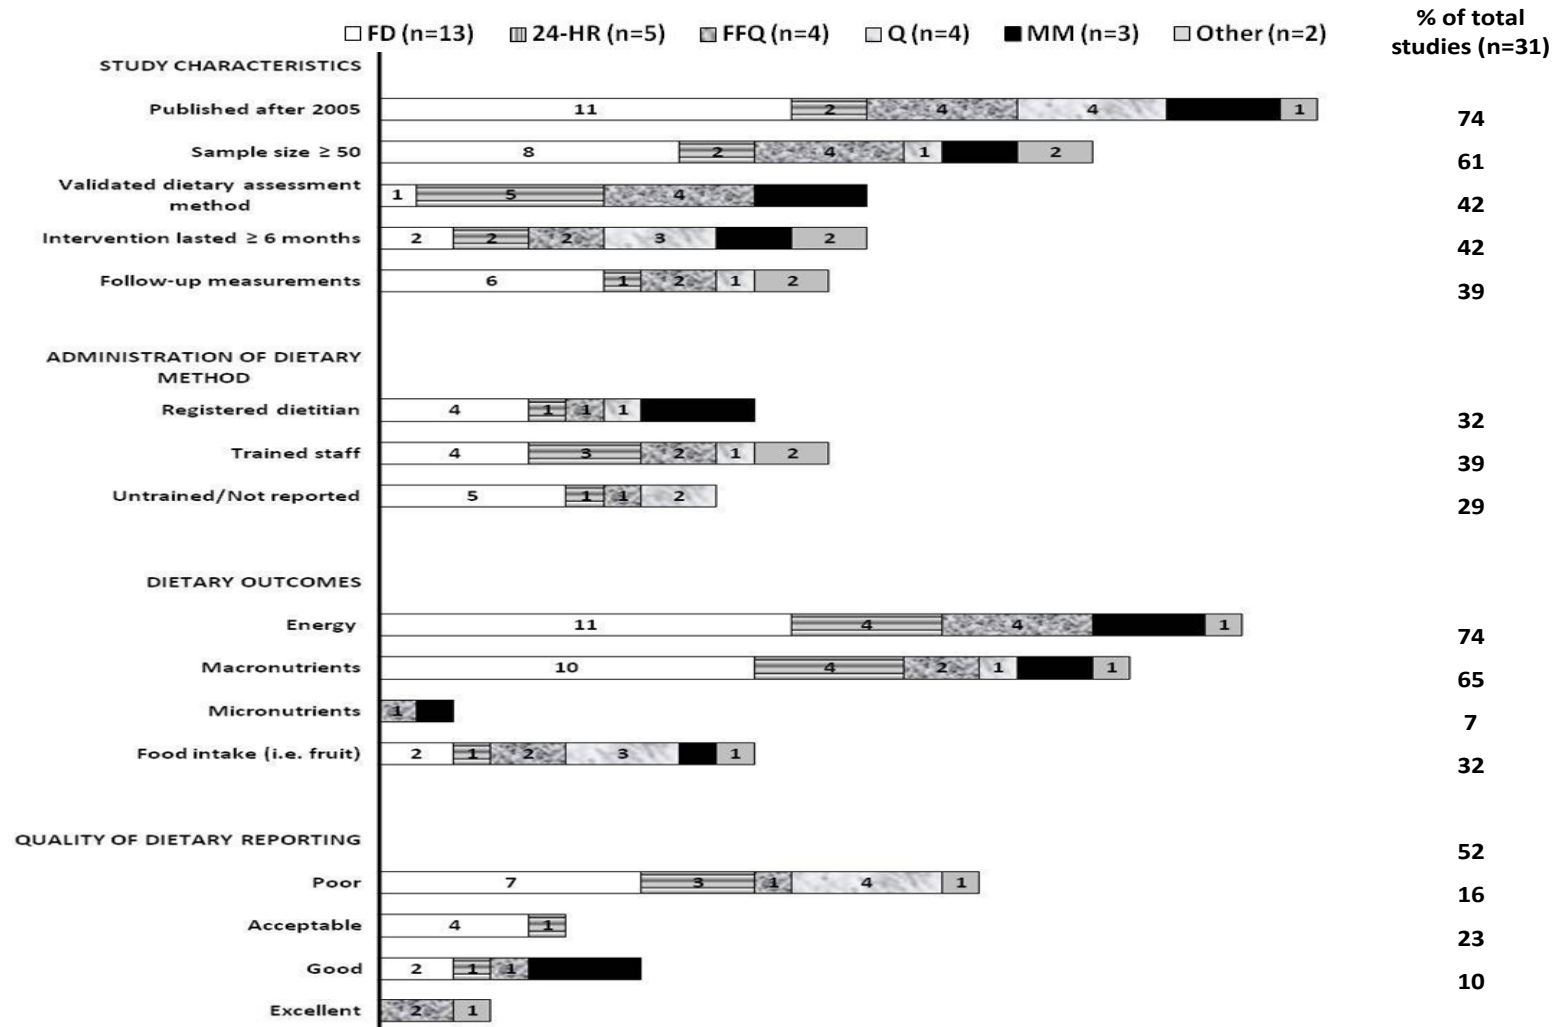 FD (n=13) 24-HR (n=5) FFQ (n=4) Q (n=4) MM (n=3) Other (n=2)
% of total
studies (n=31)
STUDY CHARACTERISTICS
Published after 2005 11 2 4 4 1 74
Sample size ≥ 50 8 2 4 1 2 61
Validated dietary assessment
method 1 5 4 42
Intervention lasted ≥ 6 months 2 2 2 3 2 42
Follow-up measurements 6 1 2 1 2 39
ADMINISTRATION OF DIETARY
METHOD
Registered dietitian 4 1 1 1 32
Trained staff 4 3 2 1 2 39
Untrained/Not reported 5 1 1 2 29
DIETARY OUTCOMES
Energy 11 4 4 1 74
Macronutrients 10 4 2 1 1 65
Micronutrients 1 7
Food intake (i.e. fruit) 2 1 2 3 1 32
QUALITY OF DIETARY REPORTING 52
Poor 7 3 1 4 1 16
Acceptable 4 1 23
Good 2 1 1 10
Excellent 2 1